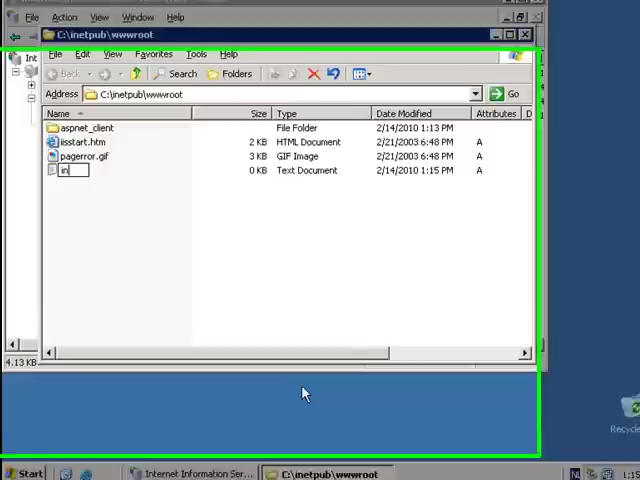 File Action View Window Help
C:\inetpub\wwwroot
File Edit View Favorites Tools Help
Back Search Folders
Address C:\inetpub\wwwroot Go
Name Size Type Date Modified Attributes D
aspnet_client File Folder 2/14/2010 1:13 PM
iisstart.htm 2 KB HTML Document 2/21/2003 6:48 PM A
pagerror.gif 3 KB GIF Image 2/21/2003 6:48 PM A
in 0 KB Text Document 2/14/2010 1:15 PM A
4.13 KB
Recycle
Start Internet Information Ser... C:\inetpub\wwwroot NL 1:15